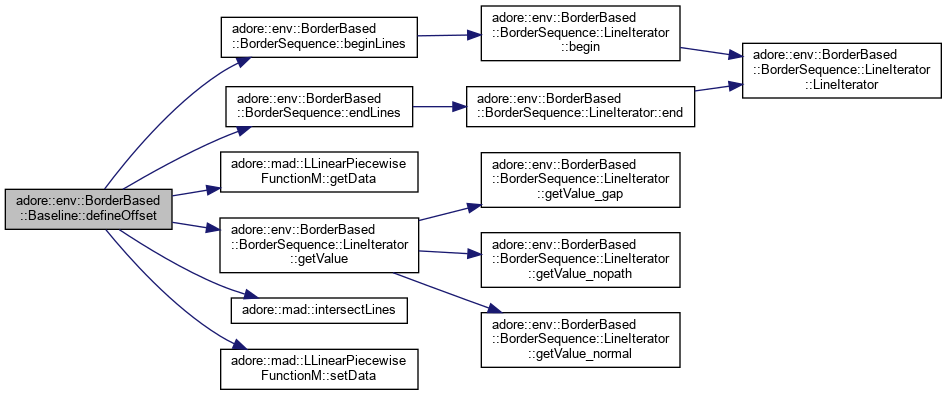 adore::env::BorderBased
::Baseline::defineOffset
adore::env::BorderBased
::BorderSequence::beginLines
adore::env::BorderBased
::BorderSequence::endLines
adore::mad::LLinearPiecewise
FunctionM::getData
adore::env::BorderBased
::BorderSequence::LineIterator
::getValue
adore::mad::intersectLines
adore::mad::LLinearPiecewise
FunctionM::setData
adore::env::BorderBased
::BorderSequence::LineIterator
::begin
adore::env::BorderBased
::BorderSequence::LineIterator::end
adore::env::BorderBased
::BorderSequence::LineIterator
::getValue_gap
adore::env::BorderBased
::BorderSequence::LineIterator
::getValue_nopath
adore::env::BorderBased
::BorderSequence::LineIterator
::getValue_normal
adore::env::BorderBased
::BorderSequence::LineIterator
::LineIterator